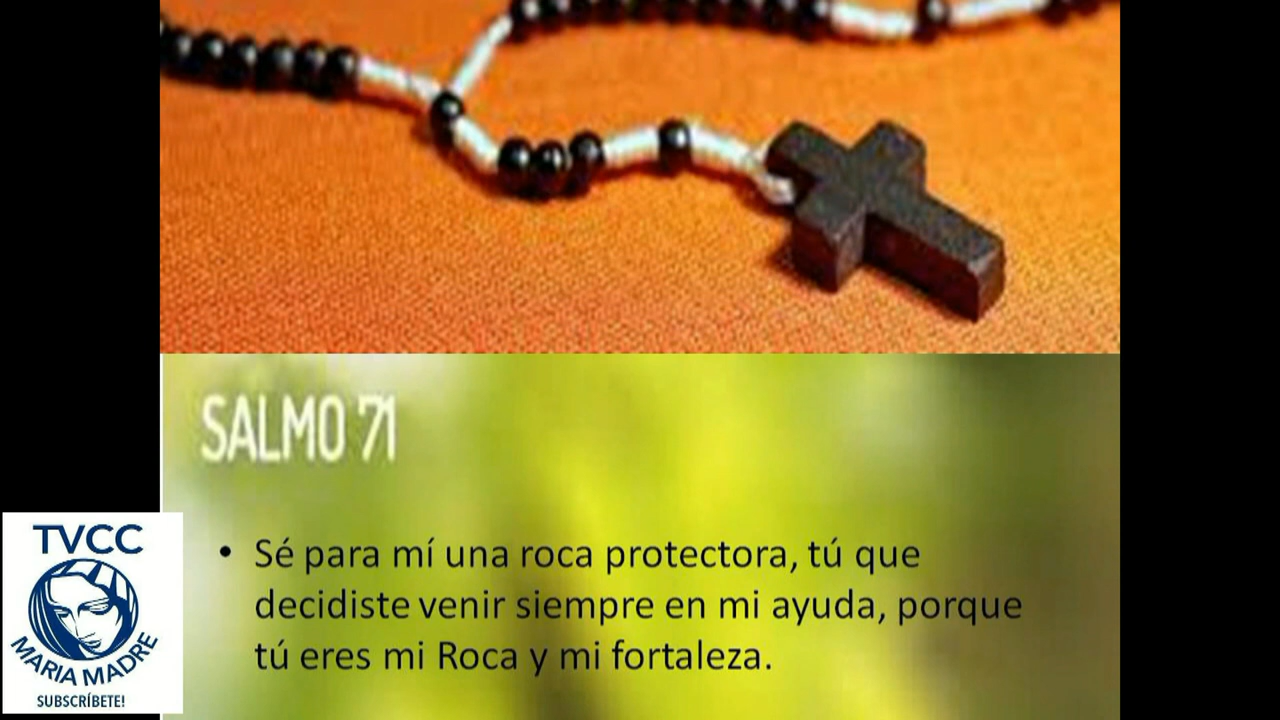 SALMO 71
• Sé para mí una roca protectora, tú que
decidiste venir siempre en mi ayuda, porque
tú eres mi Roca y mi fortaleza.
TVCC
MARIA MADRE
SUBSCRÍBETE!